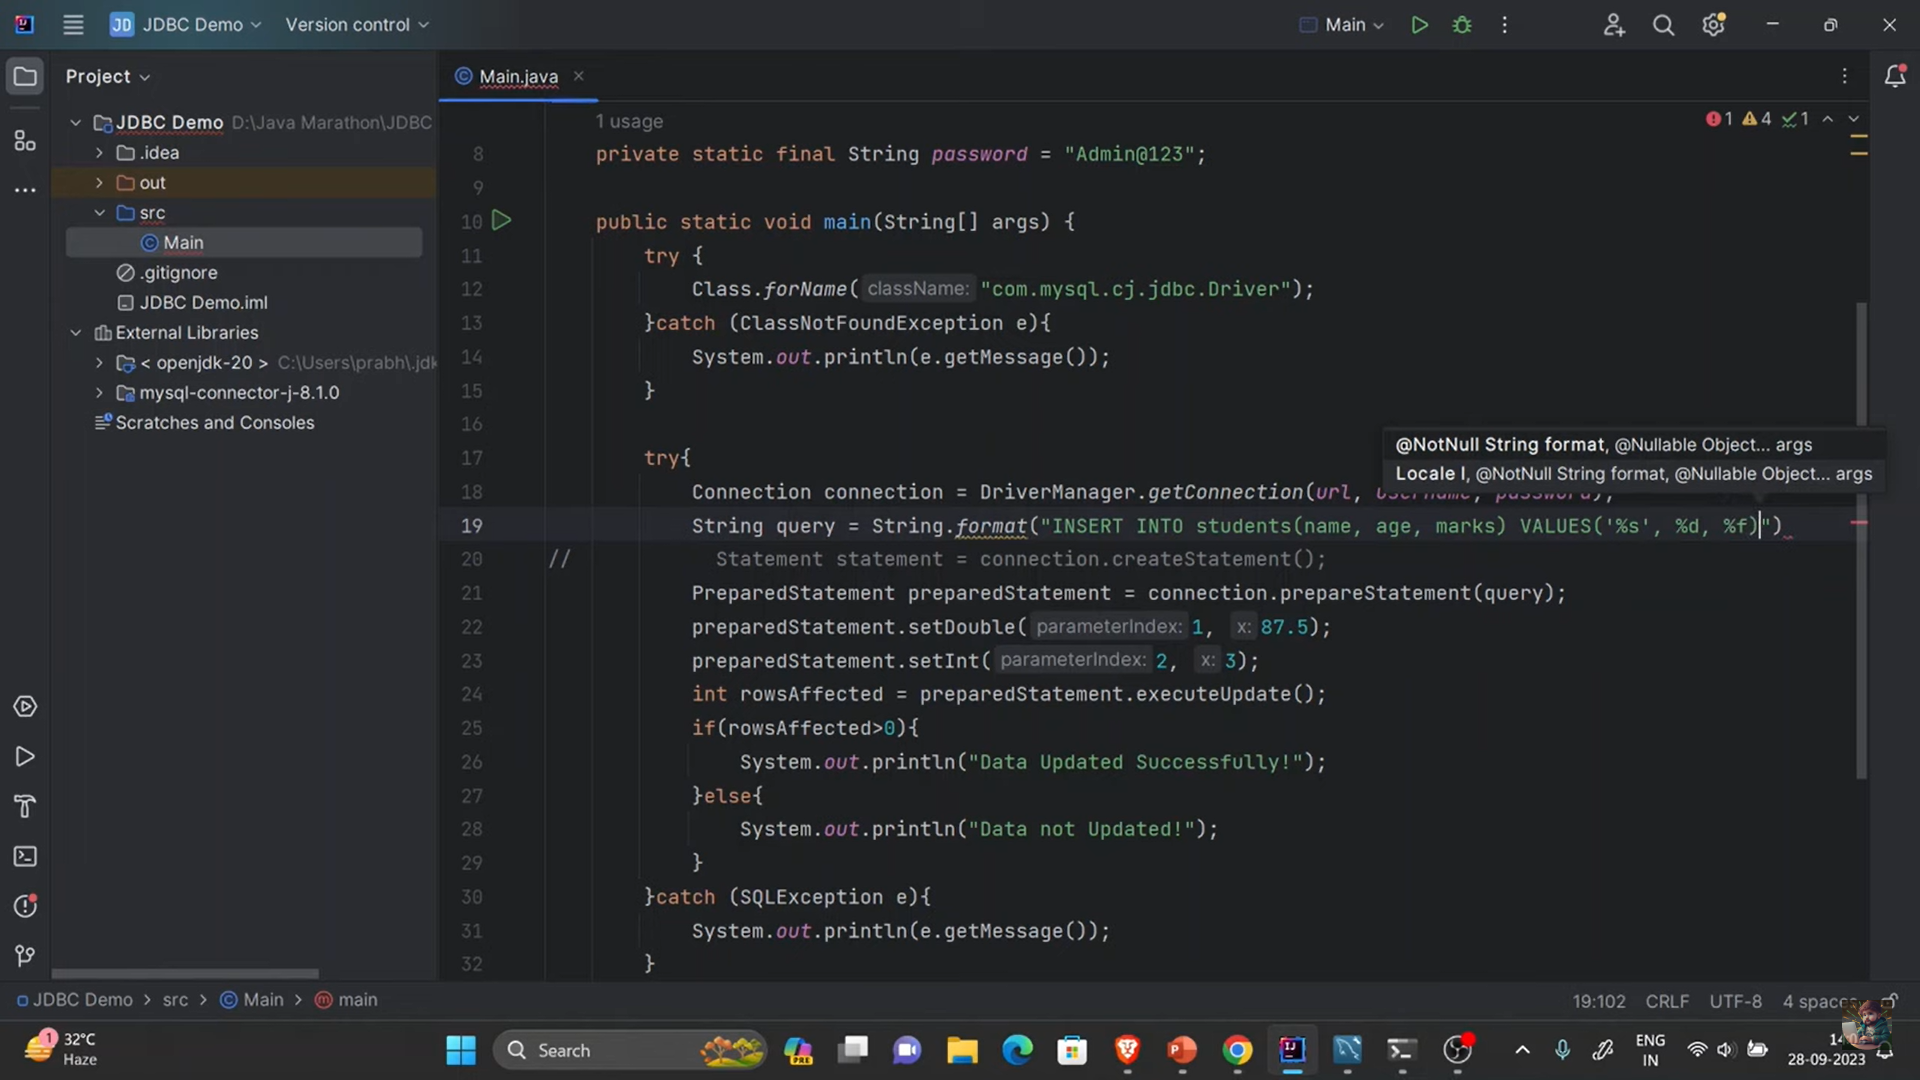 JD JDBC Demo Version control Main
Project
Main.java
JDBC Demo D:\Java Marathon\JDBC
.idea
out
src
Main
.gitignore
JDBC Demo.iml
External Libraries
< openjdk-20 > C:\Users\prabh\.jdk
mysql-connector-j-8.1.0
Scratches and Consoles
1 4 1
1 usage
8 private static final String password = "Admin@123";
9
10 public static void main(String[] args) {
11 try {
12 Class.forName( className: "com.mysql.cj.jdbc.Driver");
13 }catch (ClassNotFoundException e){
14 System.out.println(e.getMessage());
15 }
16
@NotNull String format, @Nullable Object... args
Locale l, @NotNull String format, @Nullable Object... args
17 try{
18 Connection connection = DriverManager.getConnection(url, username, password);
19 String query = String.format("INSERT INTO students(name, age, marks) VALUES('%s', %d, %f)")
20 // Statement statement = connection.createStatement();
21 PreparedStatement preparedStatement = connection.prepareStatement(query);
22 preparedStatement.setDouble( parameterIndex: 1, x: 87.5);
23 preparedStatement.setInt( parameterIndex: 2, x: 3);
24 int rowsAffected = preparedStatement.executeUpdate();
25 if(rowsAffected>0){
26 System.out.println("Data Updated Successfully!");
27 }else{
28 System.out.println("Data not Updated!");
29 }
30 }catch (SQLException e){
31 System.out.println(e.getMessage());
32 }
JDBC Demo > src > Main > main
19:102 CRLF UTF-8 4 spaces
1 32°C
Haze
Search
PRE
ENG
IN
28-09-2023